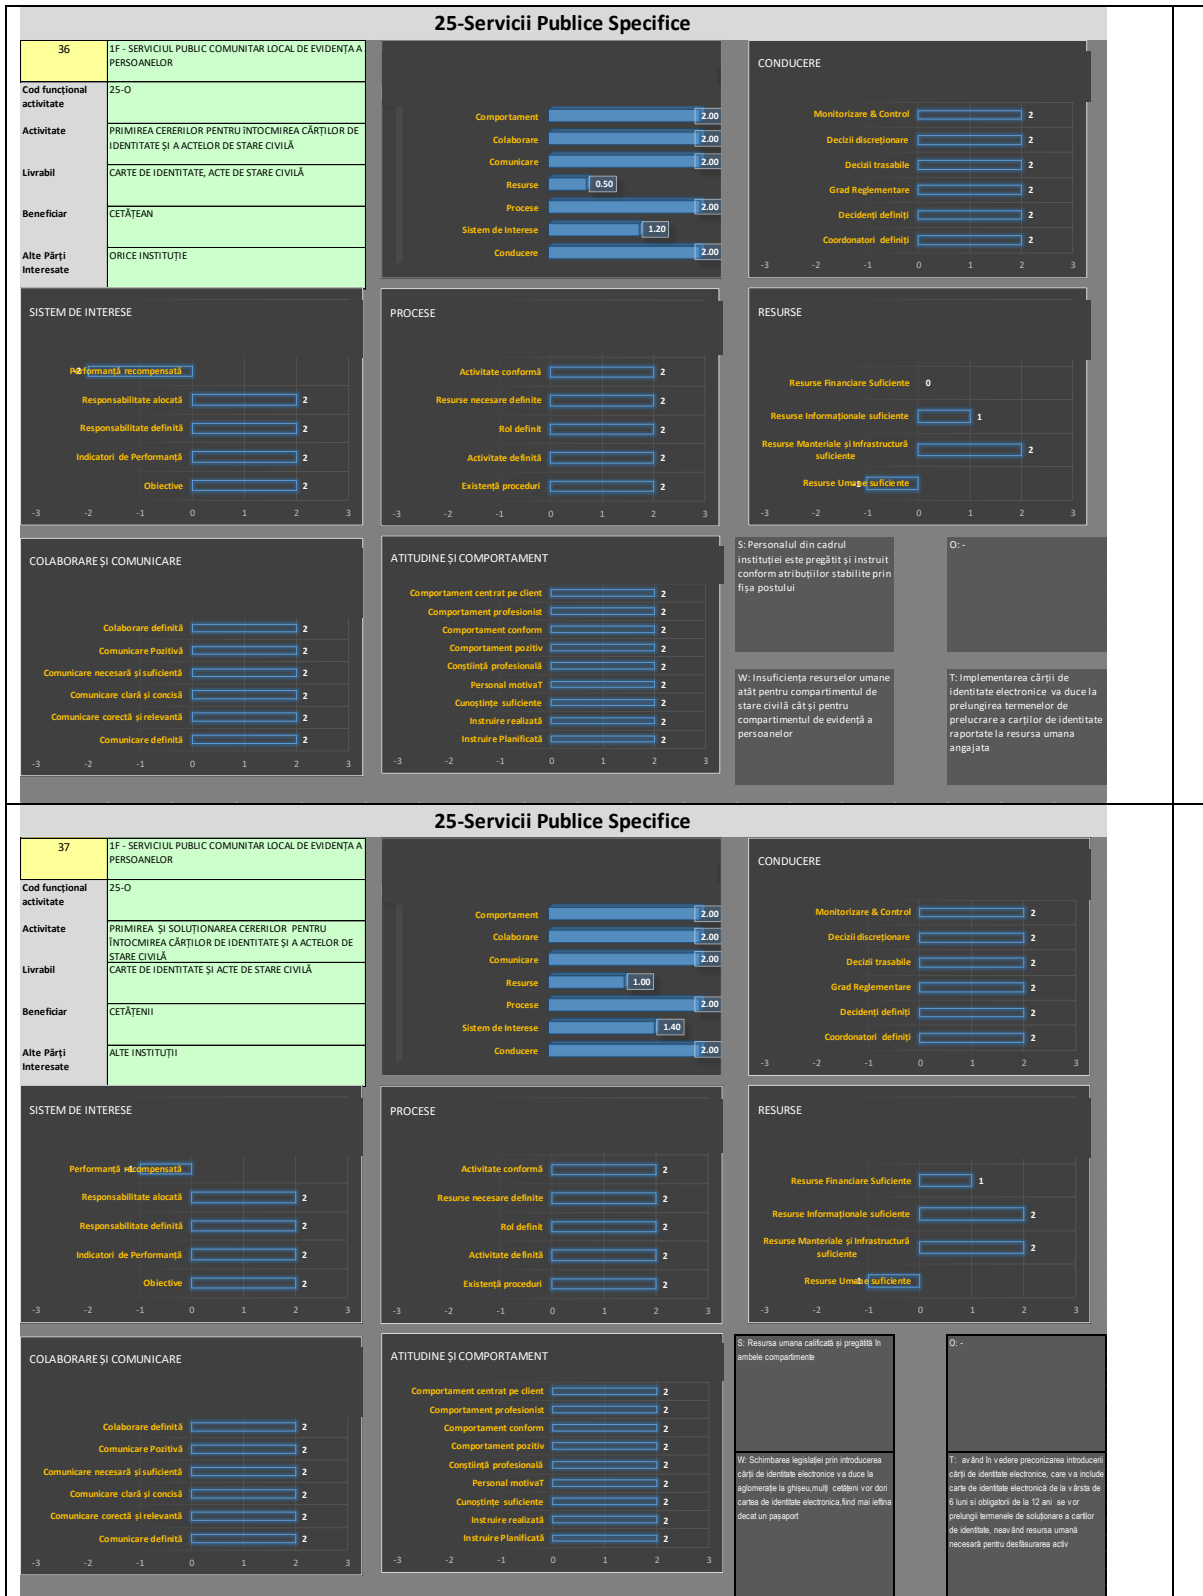 25-Servicii Publice Specifice
36
1F - SERVICIUL PUBLIC COMUNITAR LOCAL DE EVIDENȚA A
PERSOANELOR
Cod funcțional
activitate
25-O
Activitate
PRIMIREA CERERILOR PENTRU ÎNTOCMIREA CĂRȚILOR DE
IDENTITATE ȘI A ACTELOR DE STARE CIVILĂ
Livrabil
CARTE DE IDENTITATE, ACTE DE STARE CIVILĂ
Beneficiar
CETĂȚEAN
Alte Părți
Interesate
ORICE INSTITUȚIE
Comportament 2.00
Colaborare 2.00
Comunicare 2.00
Resurse 0.50
Procese 2.00
Sistem de Interese 1.20
Conducere 2.00
CONDUCERE
Monitorizare & Control 2
Decizii discreționare 2
Decizii trasabile 2
Grad Reglementare 2
Decidenți definiți 2
Coordonatori definiți 2
-3 -2 -1 0 1 2 3
SISTEM DE INTERESE
Performanță recompensată -2
Responsabilitate alocată 2
Responsabilitate definită 2
Indicatori de Performanță 2
Obiective 2
-3 -2 -1 0 1 2 3
PROCESE
Activitate conformă 2
Resurse necesare definite 2
Rol definit 2
Activitate definită 2
Existență proceduri 2
-3 -2 -1 0 1 2 3
RESURSE
Resurse Financiare Suficiente 0
Resurse Informaționale suficiente 1
Resurse Manteriale și Infrastructură
suficiente 2
Resurse Umane suficiente -1
-3 -2 -1 0 1 2 3
COLABORARE ȘI COMUNICARE
Colaborare definită 2
Comunicare Pozitivă 2
Comunicare necesară și suficientă 2
Comunicare clară și concisă 2
Comunicare corectă și relevantă 2
Comunicare definită 2
-3 -2 -1 0 1 2 3
ATITUDINE ȘI COMPORTAMENT
Comportament centrat pe client 2
Comportament profesionist 2
Comportament conform 2
Comportament pozitiv 2
Conștiință profesională 2
Personal motivaT 2
Cunoștințe suficiente 2
Instruire realizată 2
Instruire Planificată 2
-3 -2 -1 0 1 2 3
S: Personalul din cadrul
instituției este pregătit și instruit
conform atribuțiilor stabilite prin
fișa postului
O: -
W: Insuficiența resurselor umane
atât pentru compartimentul de
stare civilă cât și pentru
compartimentul de evidență a
persoanelor
T: Implementarea cărții de
identitate electronice va duce la
prelungirea termenelor de
prelucrare a carților de identitate
raportate la resursa umana
angajata
25-Servicii Publice Specifice
37
1F - SERVICIUL PUBLIC COMUNITAR LOCAL DE EVIDENȚA A
PERSOANELOR
Cod funcțional
activitate
25-O
Activitate
PRIMIREA ȘI SOLUȚIONAREA CERERILOR PENTRU
ÎNTOCMIREA CĂRȚILOR DE IDENTITATE ȘI A ACTELOR DE
STARE CIVILĂ
Livrabil
CARTE DE IDENTITATE ȘI ACTE DE STARE CIVILĂ
Beneficiar
CETĂȚENII
Alte Părți
Interesate
ALTE INSTITUȚII
Comportament 2.00
Colaborare 2.00
Comunicare 2.00
Resurse 1.00
Procese 2.00
Sistem de Interese 1.40
Conducere 2.00
CONDUCERE
Monitorizare & Control 2
Decizii discreționare 2
Decizii trasabile 2
Grad Reglementare 2
Decidenți definiți 2
Coordonatori definiți 2
-3 -2 -1 0 1 2 3
SISTEM DE INTERESE
Performanță recompensată -1
Responsabilitate alocată 2
Responsabilitate definită 2
Indicatori de Performanță 2
Obiective 2
-3 -2 -1 0 1 2 3
PROCESE
Activitate conformă 2
Resurse necesare definite 2
Rol definit 2
Activitate definită 2
Existență proceduri 2
-3 -2 -1 0 1 2 3
RESURSE
Resurse Financiare Suficiente 1
Resurse Informaționale suficiente 2
Resurse Manteriale și Infrastructură
suficiente 2
Resurse Umane suficiente -1
-3 -2 -1 0 1 2 3
COLABORARE ȘI COMUNICARE
Colaborare definită 2
Comunicare Pozitivă 2
Comunicare necesară și suficientă 2
Comunicare clară și concisă 2
Comunicare corectă și relevantă 2
Comunicare definită 2
-3 -2 -1 0 1 2 3
ATITUDINE ȘI COMPORTAMENT
Comportament centrat pe client 2
Comportament profesionist 2
Comportament conform 2
Comportament pozitiv 2
Conștiință profesională 2
Personal motivaT 2
Cunoștințe suficiente 2
Instruire realizată 2
Instruire Planificată 2
-3 -2 -1 0 1 2 3
S: Resursa umana calificată și pregătită în
ambele compartimente
O: -
W: Schimbarea legislației prin introducerea
cărții de identitate electronice va duce la
aglomerație la ghișeu,mulți cetățeni vor dori
cartea de identitate electronica,fiind mai ieftina
decat un pașaport
T: având în vedere preconizarea introducerii
cărții de identitate electronice, care va include
carte de identitate electronică de la vârsta de
6 luni si obligatorii de la 12 ani se vor
prelungii termenele de soluționare a cartilor
de identitate, neavând resursa umană
necesară pentru desfăsurarea activ